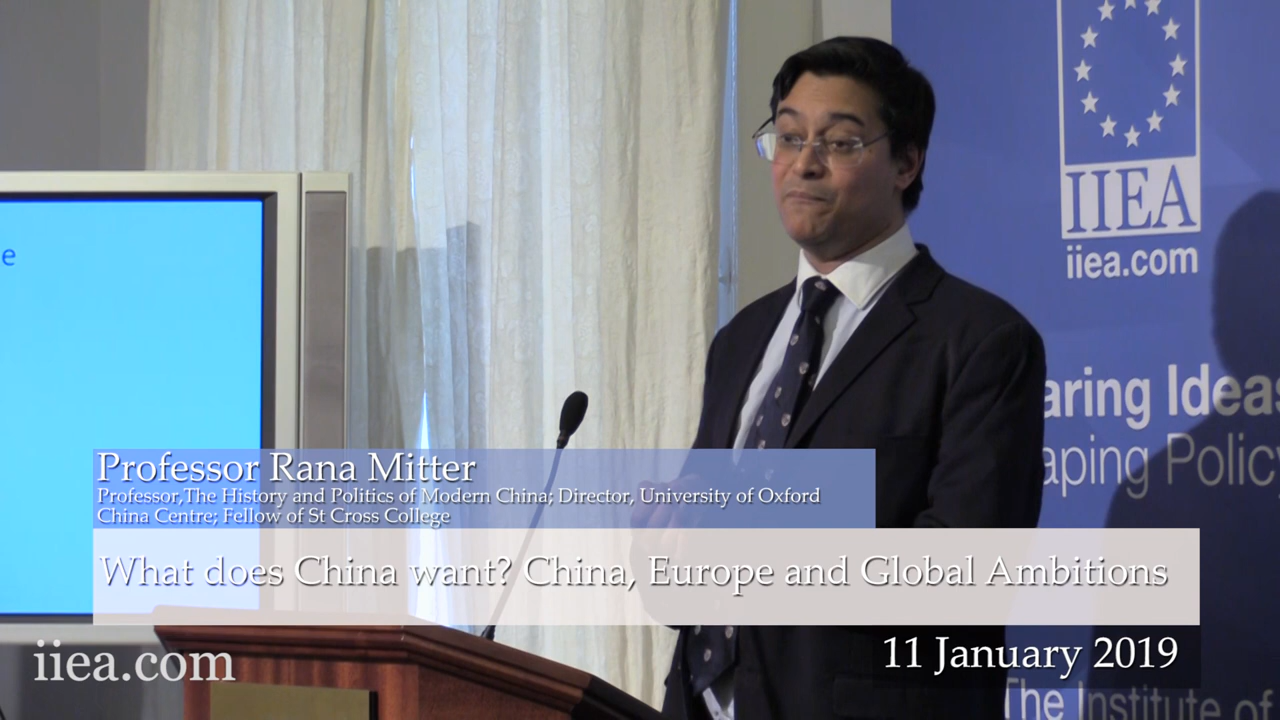 e
IIEA
iiea.com
aring Ideas
aping Policy
Professor Rana Mitter
Professor,The History and Politics of Modern China; Director, University of Oxford
China Centre; Fellow of St Cross College
What does China want? China, Europe and Global Ambitions
iiea.com
11 January 2019
The Institute of